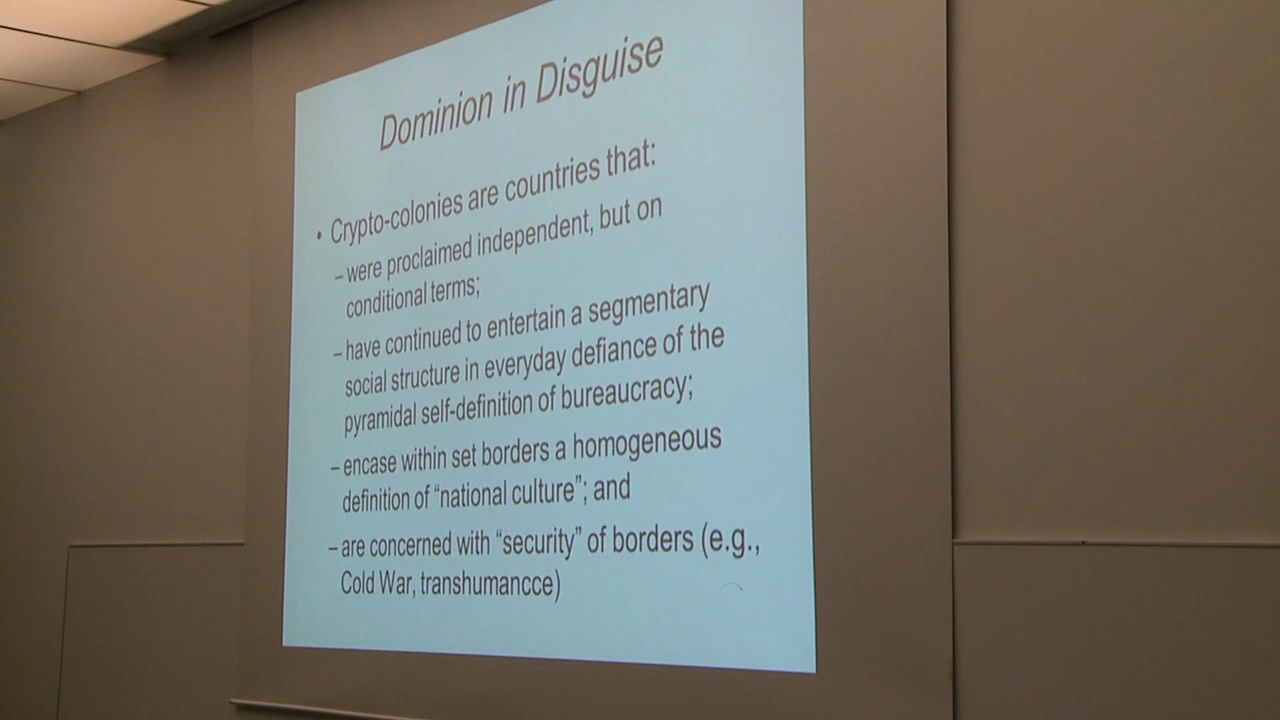 Dominion in Disguise
• Crypto-colonies are countries that:
– were proclaimed independent, but on
conditional terms;
– have continued to entertain a segmentary
social structure in everyday defiance of the
pyramidal self-definition of bureaucracy;
– encase within set borders a homogeneous
definition of “national culture”; and
– are concerned with “security” of borders (e.g.,
Cold War, transhumancce)